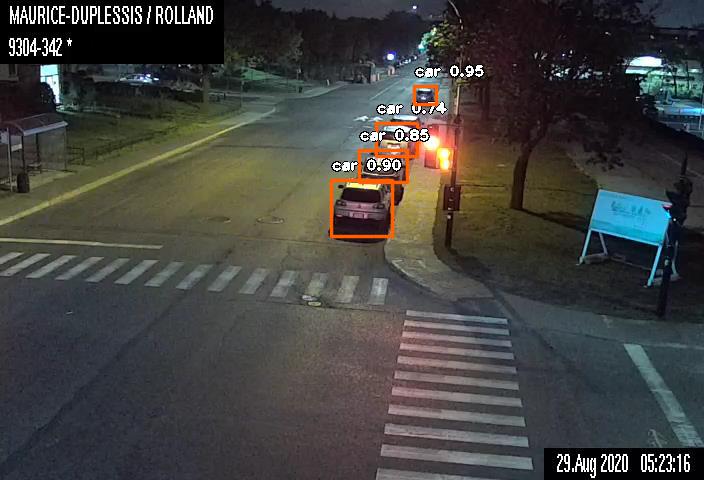 MAURICE-DUPLESSIS / ROLLAND
9304-342 *
car 0.95
car 0.74
car 0.85
car 0.90
29.Aug 2020 05:23:16